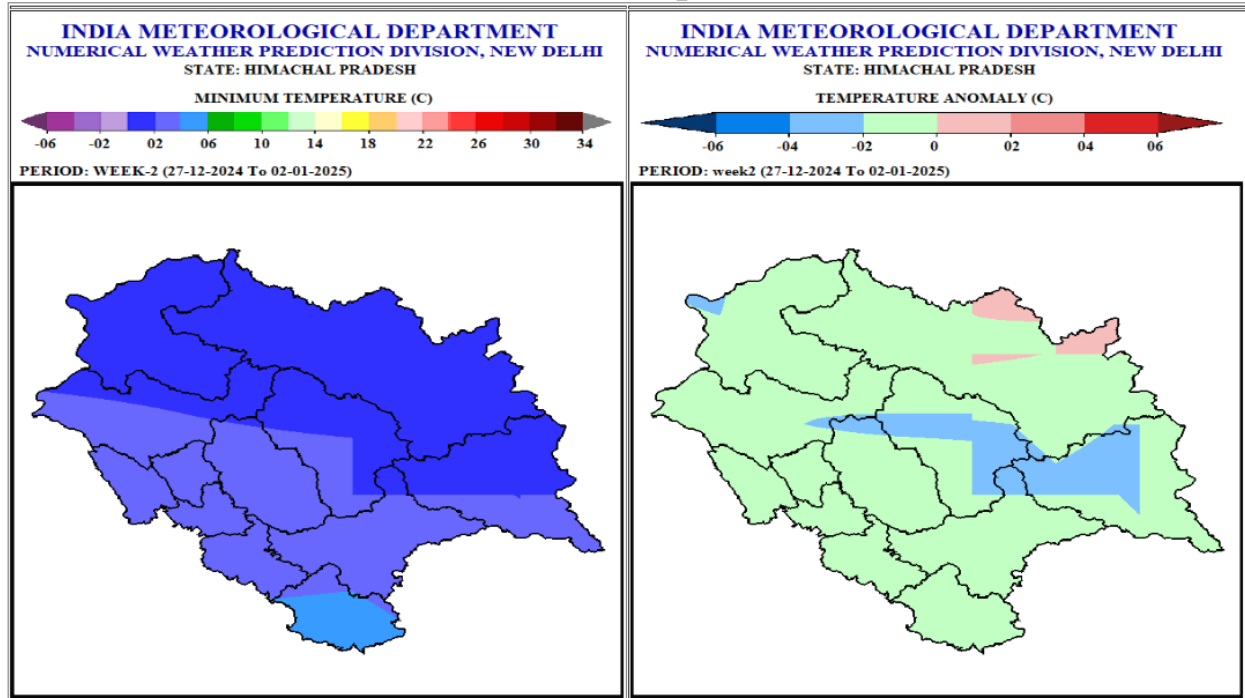 INDIA METEOROLOGICAL DEPARTMENT
NUMERICAL WEATHER PREDICTION DIVISION, NEW DELHI
STATE: HIMACHAL PRADESH
MINIMUM TEMPERATURE (C)
-06 -02 02 06 10 14 18 22 26 30 34
PERIOD: WEEK-2 (27-12-2024 To 02-01-2025)
INDIA METEOROLOGICAL DEPARTMENT
NUMERICAL WEATHER PREDICTION DIVISION, NEW DELHI
STATE: HIMACHAL PRADESH
TEMPERATURE ANOMALY (C)
-06 -04 -02 0 02 04 06
PERIOD: week2 (27-12-2024 To 02-01-2025)